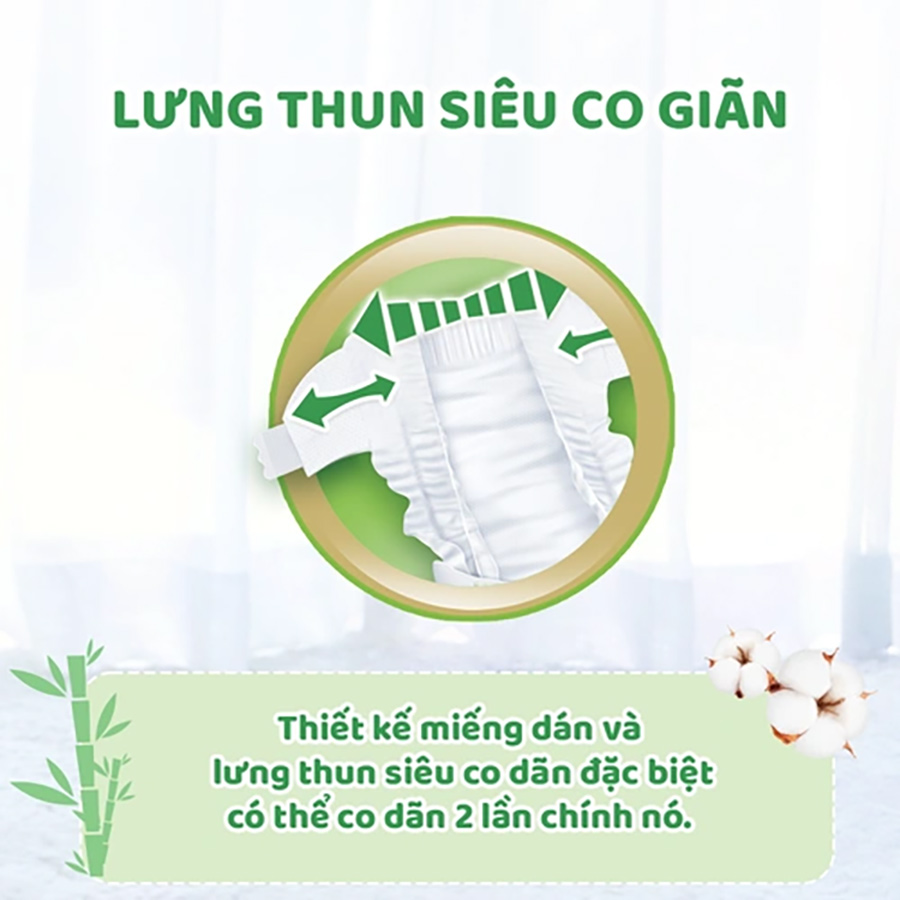 LƯNG THUN SIÊU CO GIÃN
Thiết kế miếng dán và
lưng thun siêu co dãn đặc biệt
có thể co dãn 2 lần chính nó.